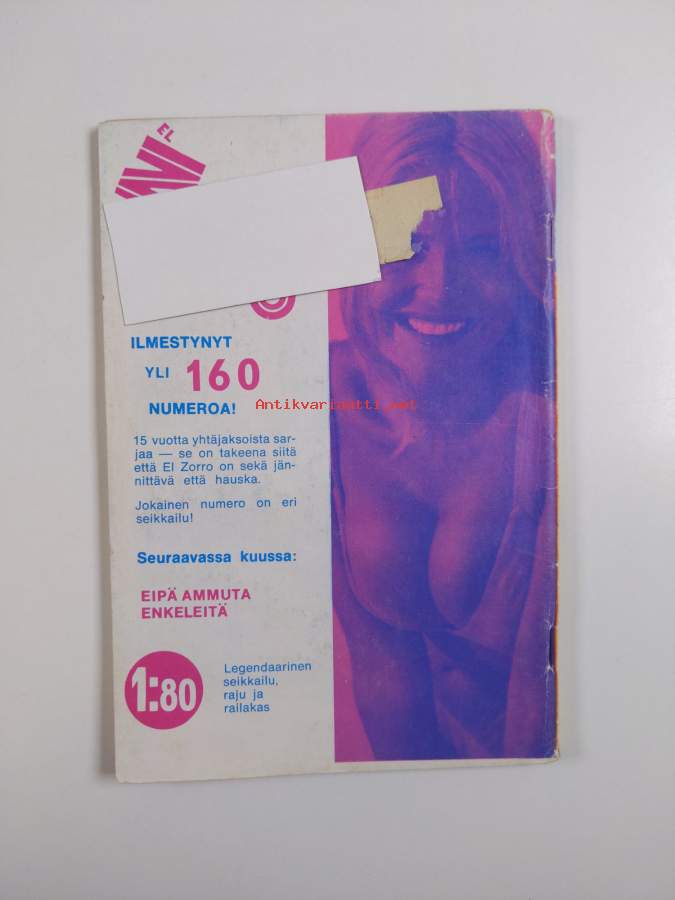 EL
ILMESTYNYT
YLI 160
NUMEROA!
Antikvariaatti.net
15 vuotta yhtäjaksoista sar-
jaa — se on takeena siitä
että El Zorro on sekä jän-
nittävä että hauska.
Jokainen numero on eri
seikkailu!
Seuraavassa kuussa:
EIPÄ AMMUTA
ENKELEITÄ
1:80
Legendaarinen
seikkailu,
raju ja
railakas